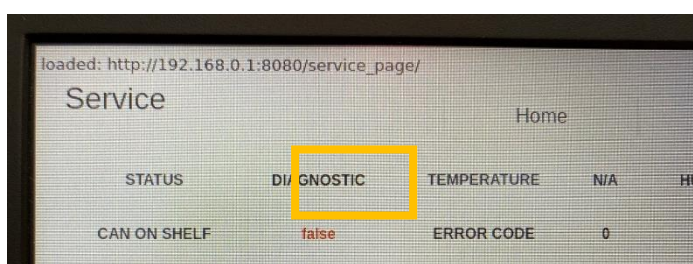 loaded: http://192.168.0.1:8080/service_page/
Service
Home
STATUS DIAGNOSTIC TEMPERATURE N/A
CAN ON SHELF false ERROR CODE 0